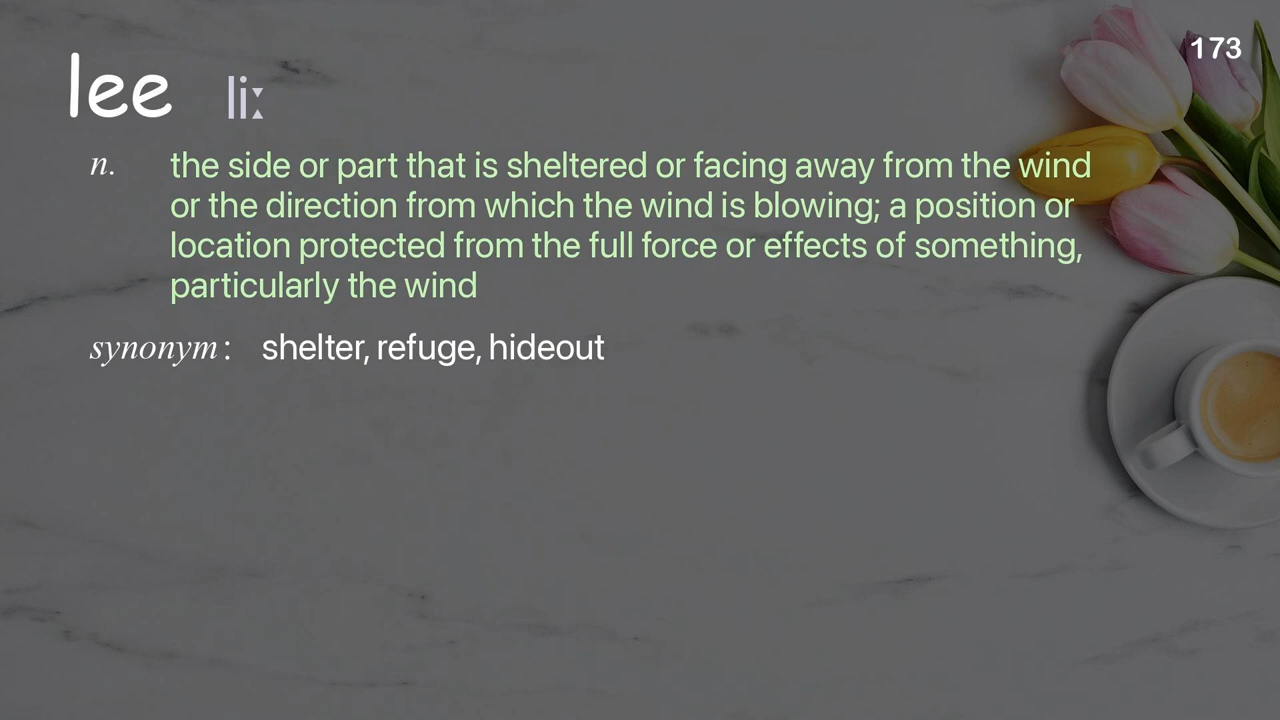 173
lee liː
n. the side or part that is sheltered or facing away from the wind
or the direction from which the wind is blowing; a position or
location protected from the full force or effects of something,
particularly the wind
synonym: shelter, refuge, hideout